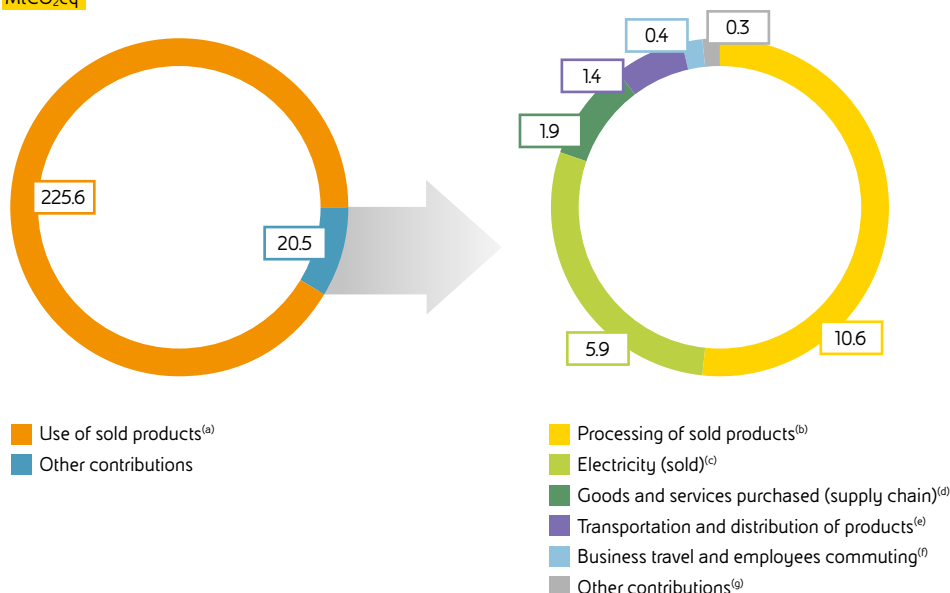 MtCO₂eq
225.6
20.5
Use of sold products(a)
Other contributions
0.3
0.4
1.4
1.9
5.9
10.6
Processing of sold products(b)
Electricity (sold)(c)
Goods and services purchased (supply chain)(d)
Transportation and distribution of products(e)
Business travel and employees commuting(f)
Other contributions(g)